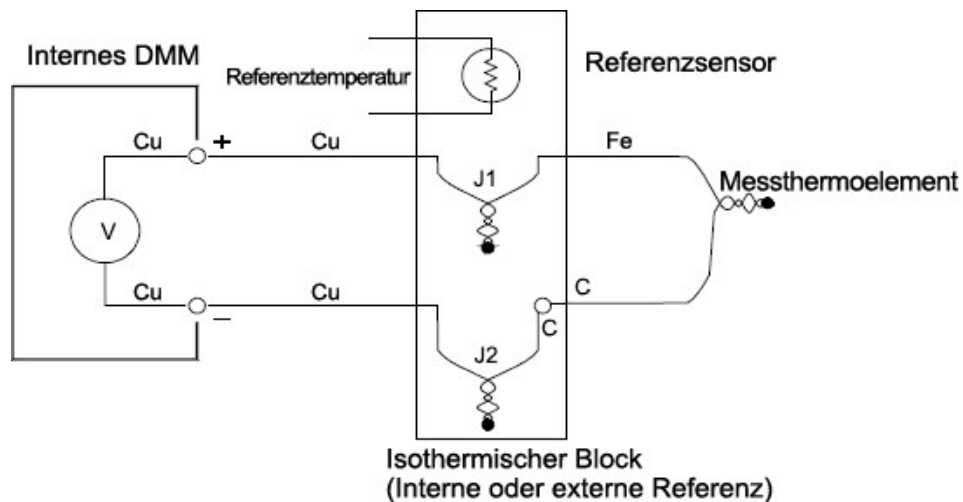 Internes DMM
Referenztemperatur
Referenzsensor
Cu
+
Cu
Fe
J1
Messthermoelement
V
Cu
–
Cu
C
C
J2
Isothermischer Block
(Interne oder externe Referenz)